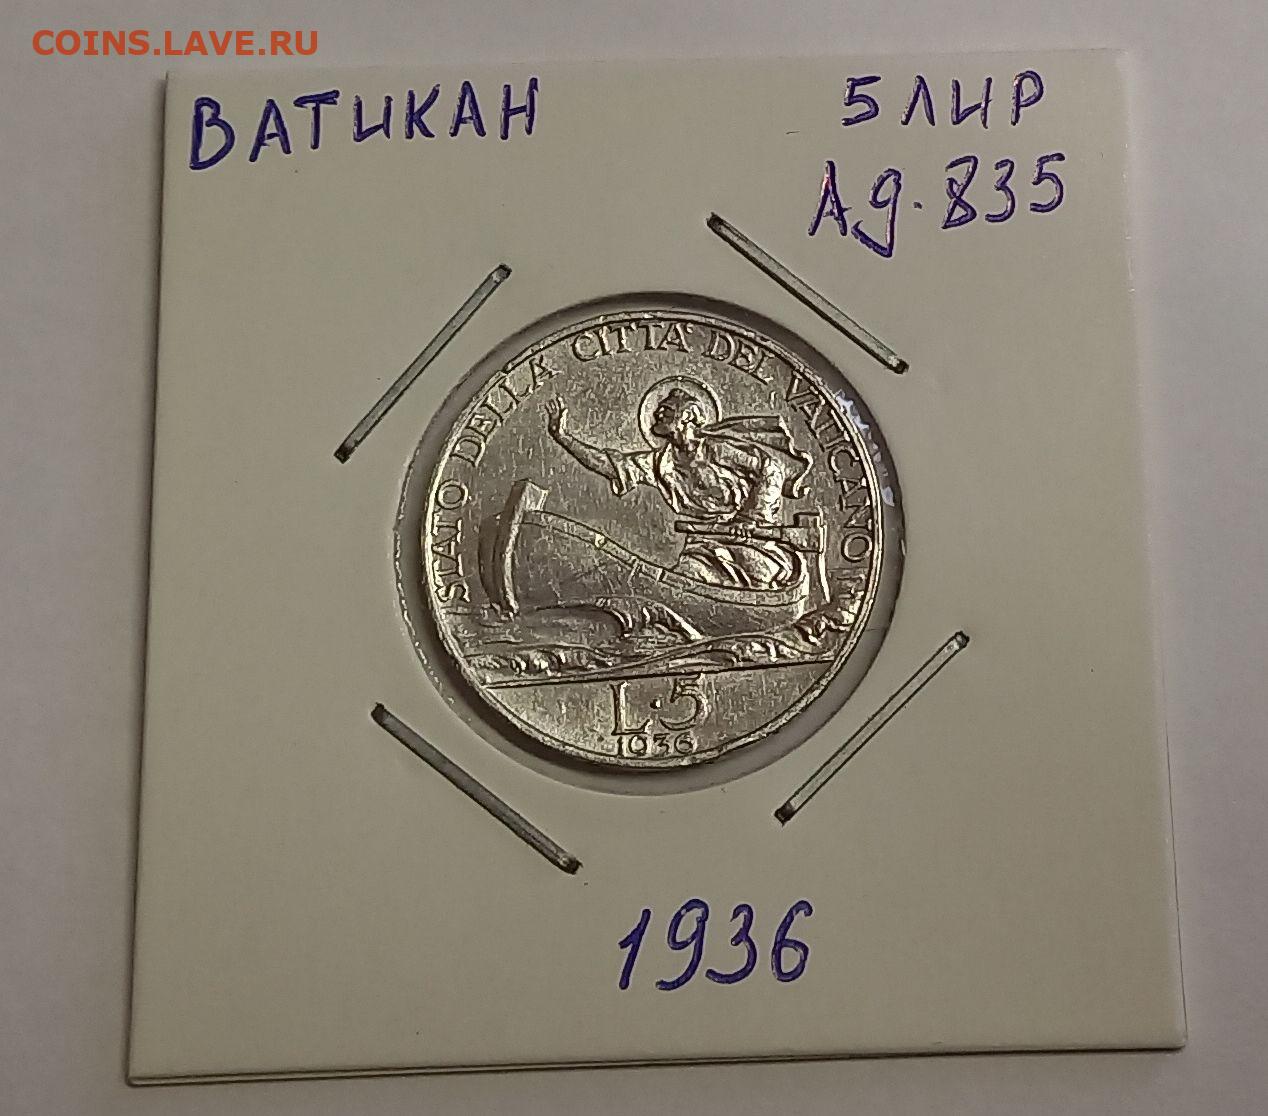 COINS.LAVE.RU
ВАТИКАН
5 ЛИР
Ag.835
STATO DELLA CITTA' DEL VATICANO
L.5
1936
1936